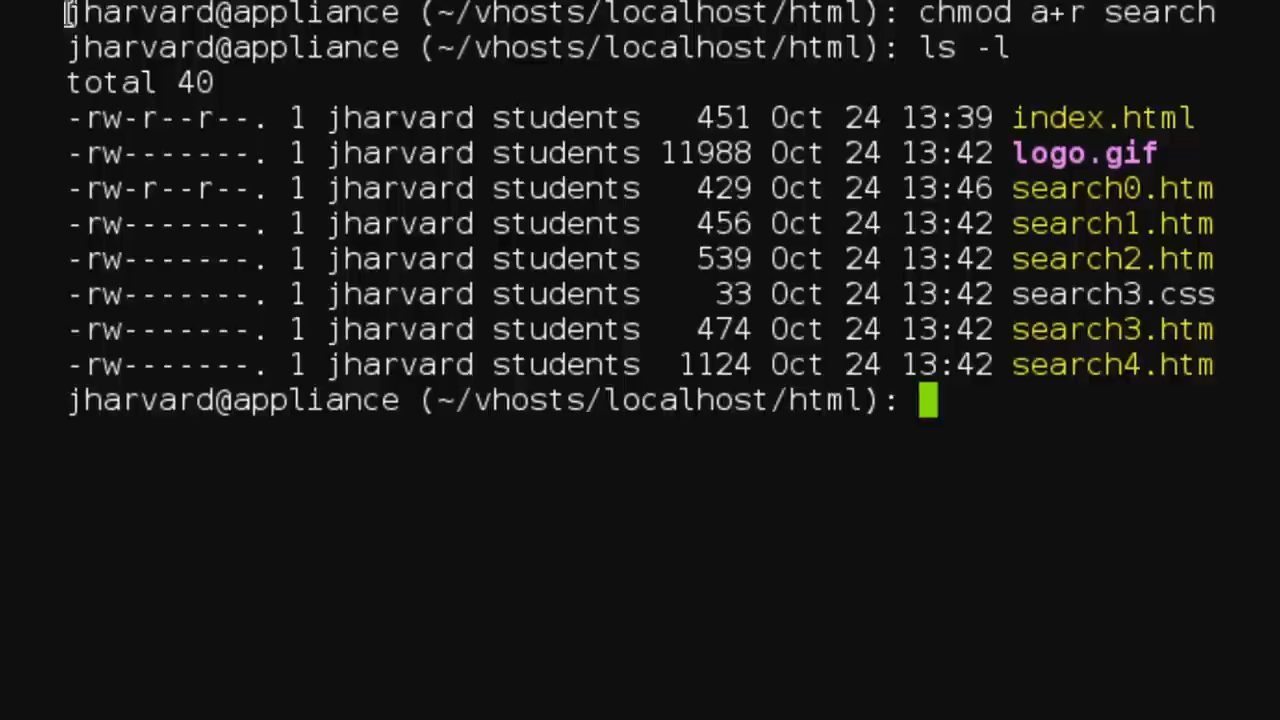 jharvard@appliance (~/vhosts/localhost/html): chmod a+r search
jharvard@appliance (~/vhosts/localhost/html): ls -l
total 40
-rw-r--r--. 1 jharvard students   451 Oct 24 13:39 index.html
-rw-------. 1 jharvard students 11988 Oct 24 13:42 logo.gif
-rw-r--r--. 1 jharvard students   429 Oct 24 13:46 search0.htm
-rw-------. 1 jharvard students   456 Oct 24 13:42 search1.htm
-rw-------. 1 jharvard students   539 Oct 24 13:42 search2.htm
-rw-------. 1 jharvard students    33 Oct 24 13:42 search3.css
-rw-------. 1 jharvard students   474 Oct 24 13:42 search3.htm
-rw-------. 1 jharvard students  1124 Oct 24 13:42 search4.htm
jharvard@appliance (~/vhosts/localhost/html):